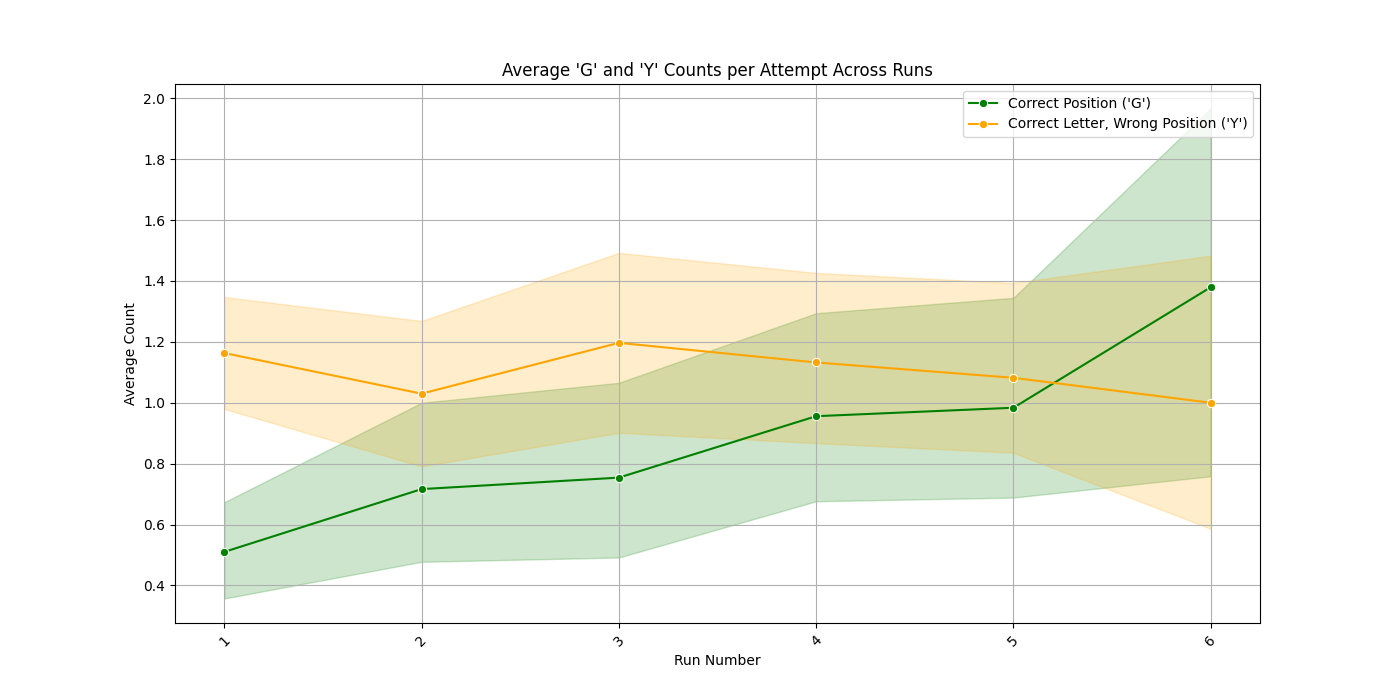 Average 'G' and 'Y' Counts per Attempt Across Runs
Correct Position ('G')
Correct Letter, Wrong Position ('Y')
Average Count
2.0
1.8
1.6
1.4
1.2
1.0
0.8
0.6
0.4
1 2 3 4 5 6
Run Number